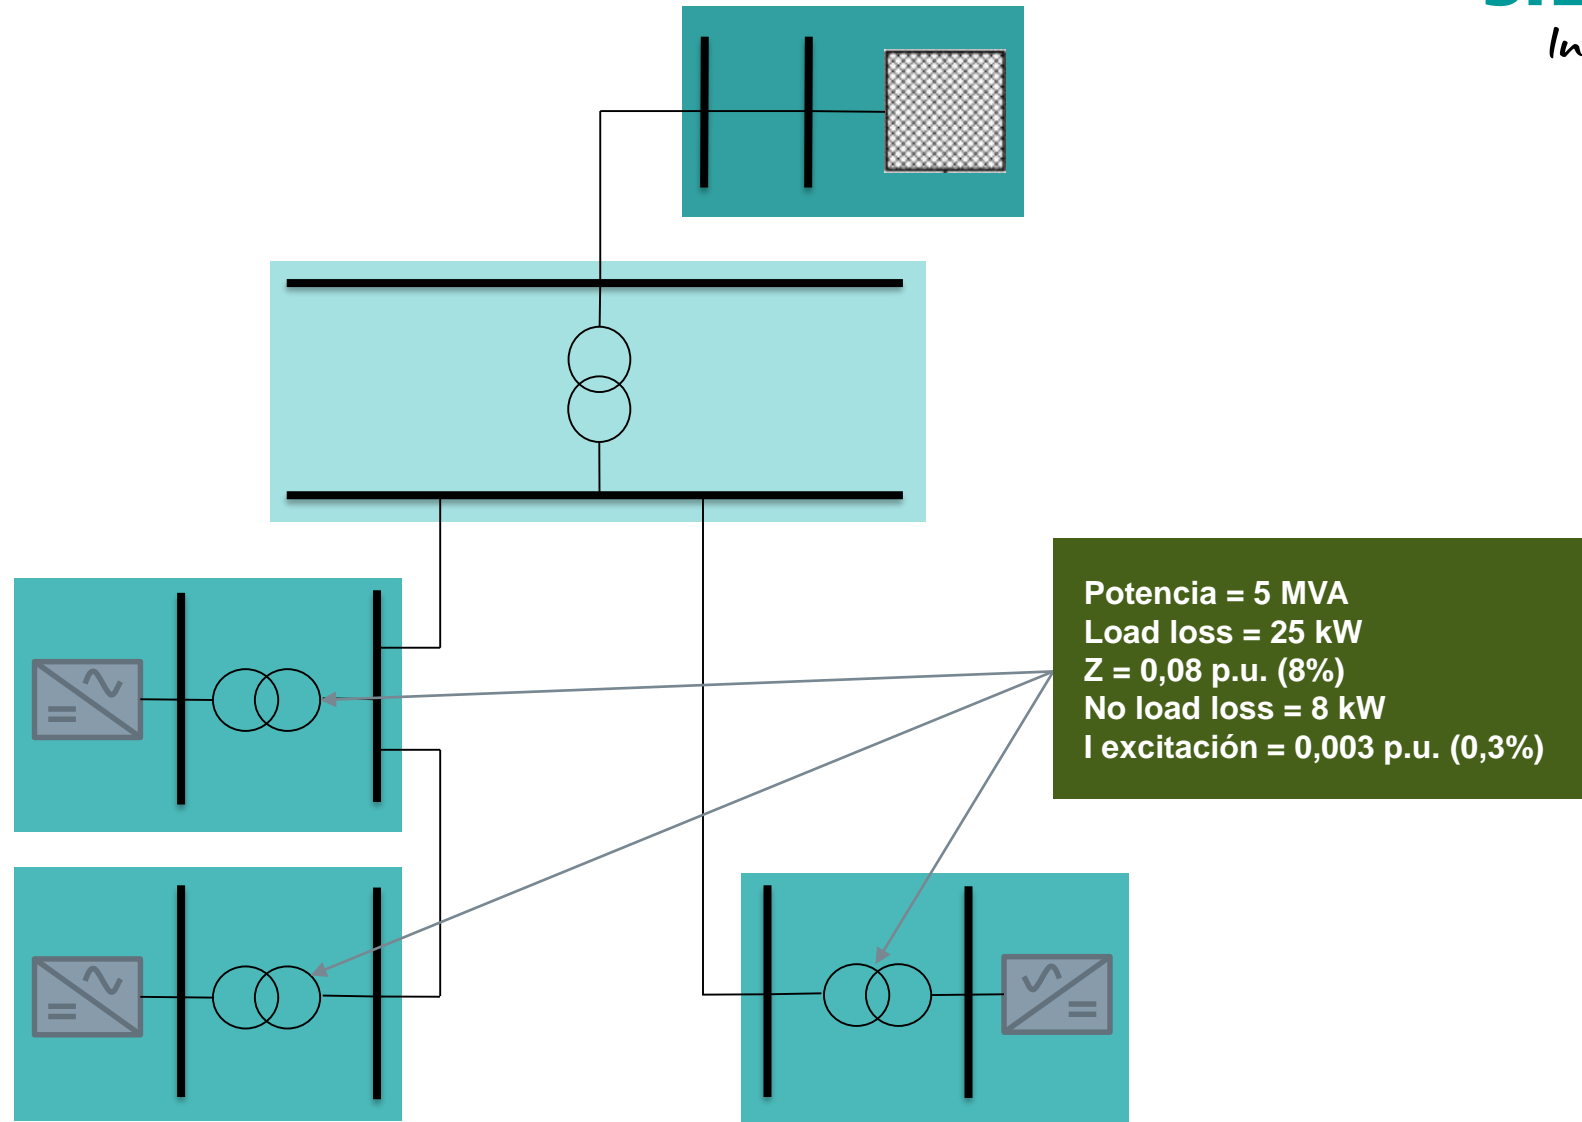 Potencia = 5 MVA
Load loss = 25 kW
Z = 0,08 p.u. (8%)
No load loss = 8 kW
I excitación = 0,003 p.u. (0,3%)